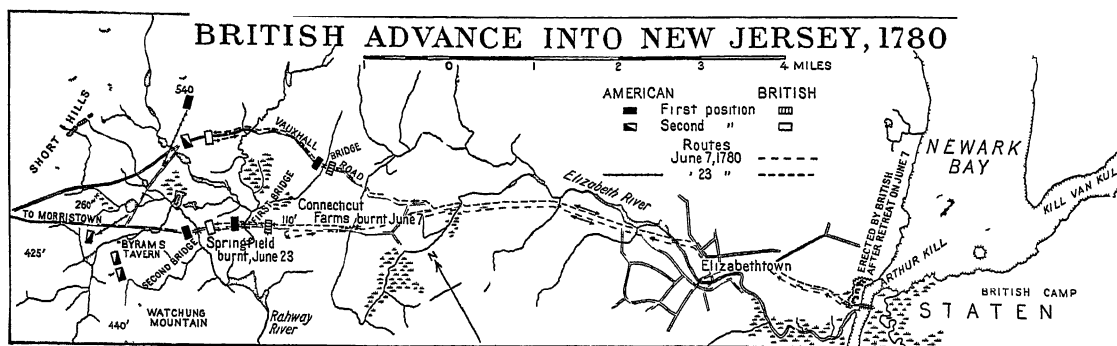 BRITISH ADVANCE INTO NEW JERSEY, 1780
1 0 1 2 3 4 MILES
AMERICAN BRITISH
First position
Second "
Routes
June 7, 1780
" 23 "
540
SHORT HILLS
VAUXHALL
BRIDGE
ROAD
260'
TO MORRISTOWN
FIRST BRIDGE
110'
Connecticut
Farms burnt June 7
425'
BYRAMS
TAVERN
SECOND BRIDGE
Springfield
burnt, June 23
440'
WATCHUNG
MOUNTAIN
Rahway
River
N
Elizabeth River
Elizabethtown
ERECTED BY BRITISH
AFTER RETREAT ON JUNE 7
NEWARK
BAY
KILL VAN KUL
ARTHUR KILL
BRITISH CAMP
STATEN